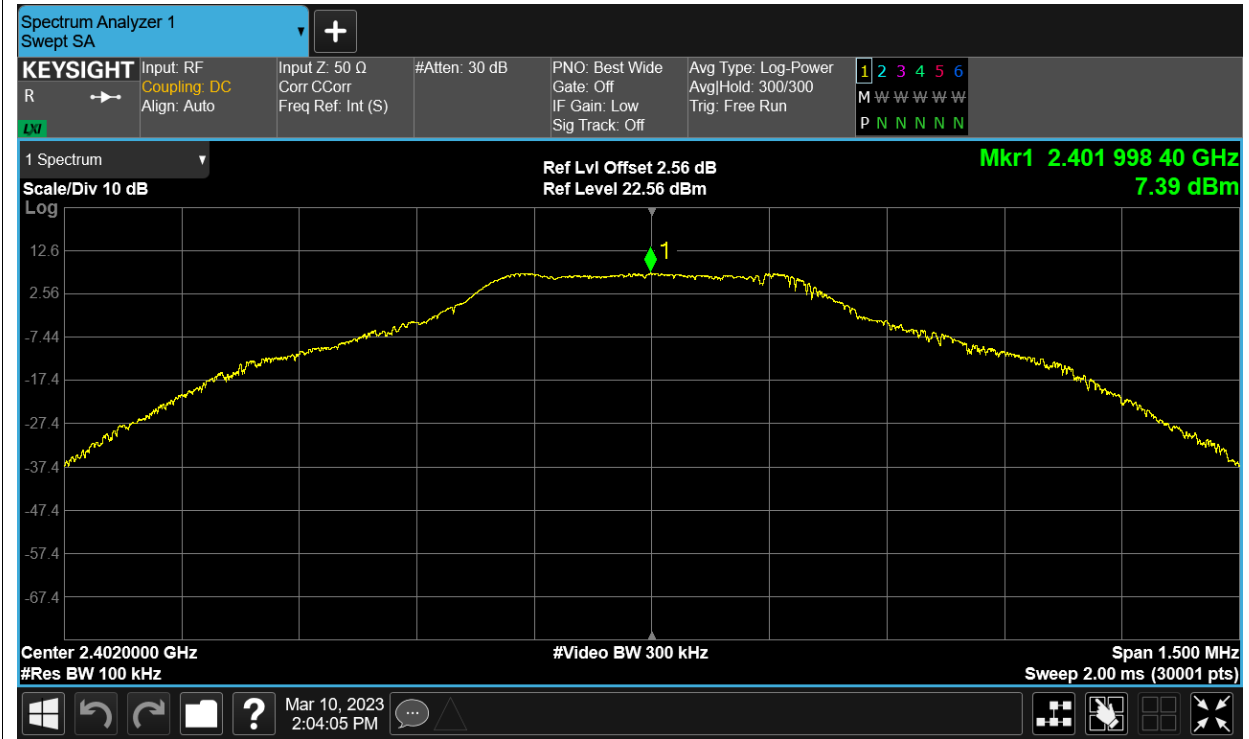 Spectrum Analyzer 1
Swept SA
+
KEYSIGHT
R
LXI
Input: RF
Coupling: DC
Align: Auto
Input Z: 50 Ω
Corr CCorr
Freq Ref: Int (S)
#Atten: 30 dB
PNO: Best Wide
Gate: Off
IF Gain: Low
Sig Track: Off
Avg Type: Log-Power
Avg|Hold: 300/300
Trig: Free Run
1 2 3 4 5 6
M W W W W W
P N N N N N
1 Spectrum
Scale/Div 10 dB
Log
Ref Lvl Offset 2.56 dB
Ref Level 22.56 dBm
Mkr1 2.401 998 40 GHz
7.39 dBm
1
12.6
2.56
-7.44
-17.4
-27.4
-37.4
-47.4
-57.4
-67.4
Center 2.4020000 GHz
#Res BW 100 kHz
#Video BW 300 kHz
Span 1.500 MHz
Sweep 2.00 ms (30001 pts)
?
Mar 10, 2023
2:04:05 PM